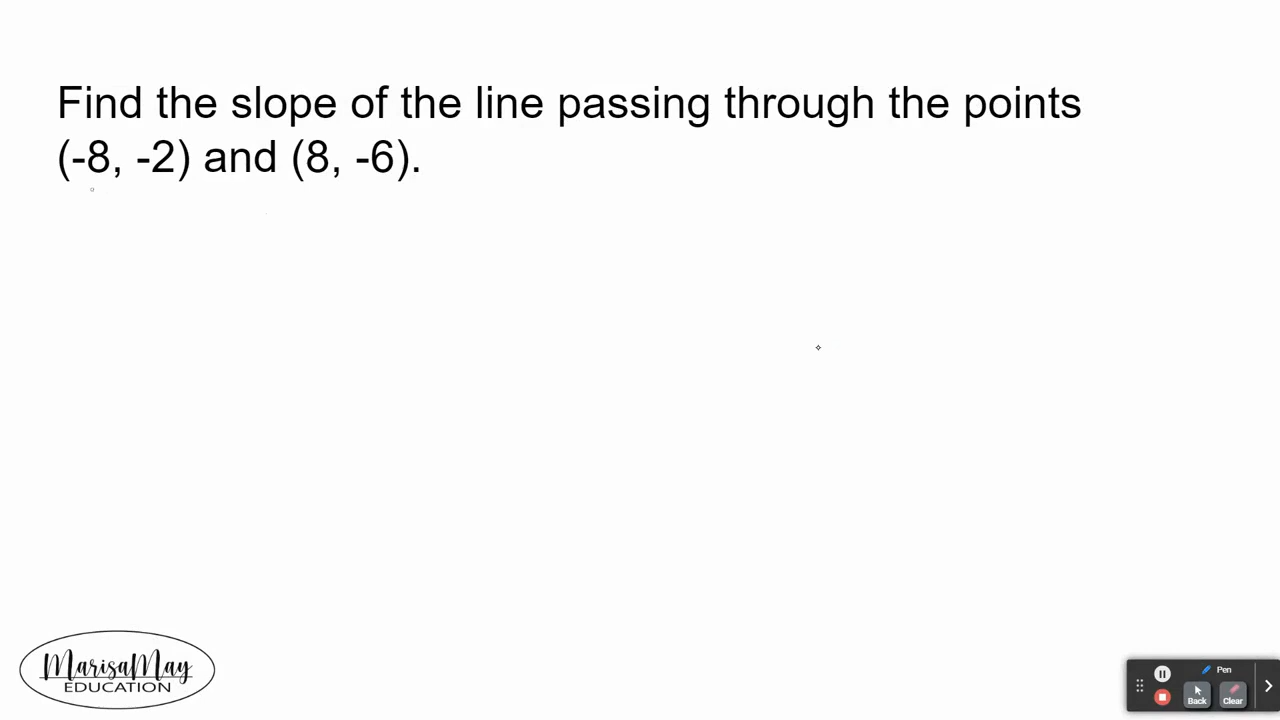 Find the slope of the line passing through the points
(-8, -2) and (8, -6).
MarisaMay
EDUCATION
Pen
Back
Clear